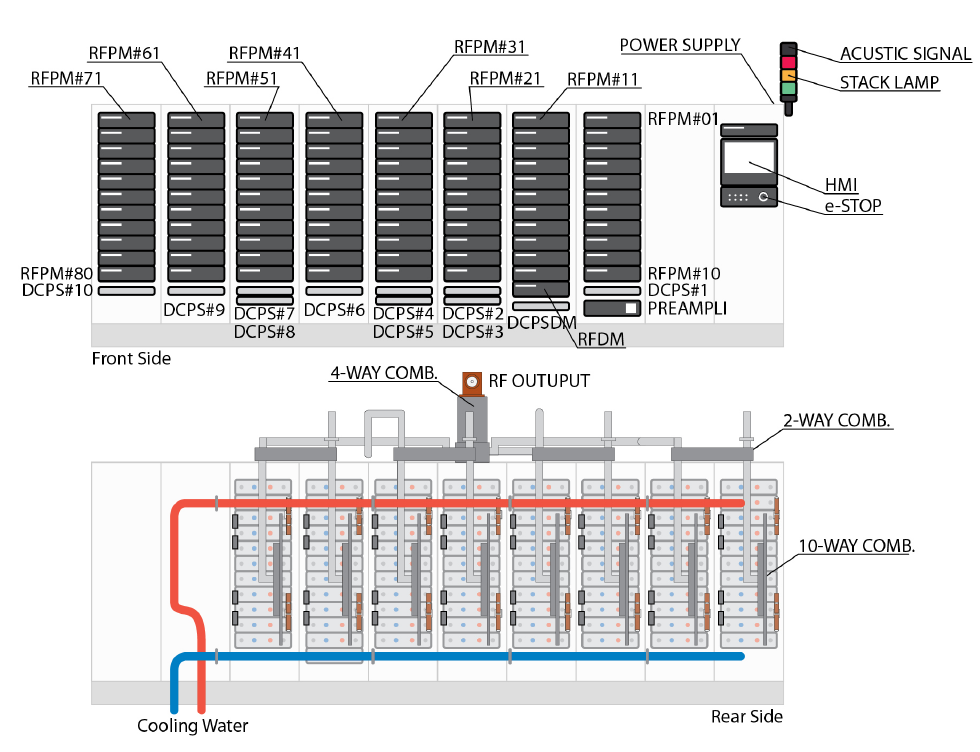 RFPM#61
RFPM#41
RFPM#31
POWER SUPPLY
ACUSTIC SIGNAL
RFPM#71
RFPM#51
RFPM#21
RFPM#11
STACK LAMP
RFPM#01
HMI
e-STOP
RFPM#80
RFPM#10
DCPS#10
DCPS#1
DCPS#9
DCPS#7
DCPS#6
DCPS#4
DCPS#2
PREAMPLI
DCPS#8
DCPS#5
DCPS#3
DCPSDM
RFDM
Front Side
4-WAY COMB.
RF OUTUPUT
2-WAY COMB.
10-WAY COMB.
Rear Side
Cooling Water